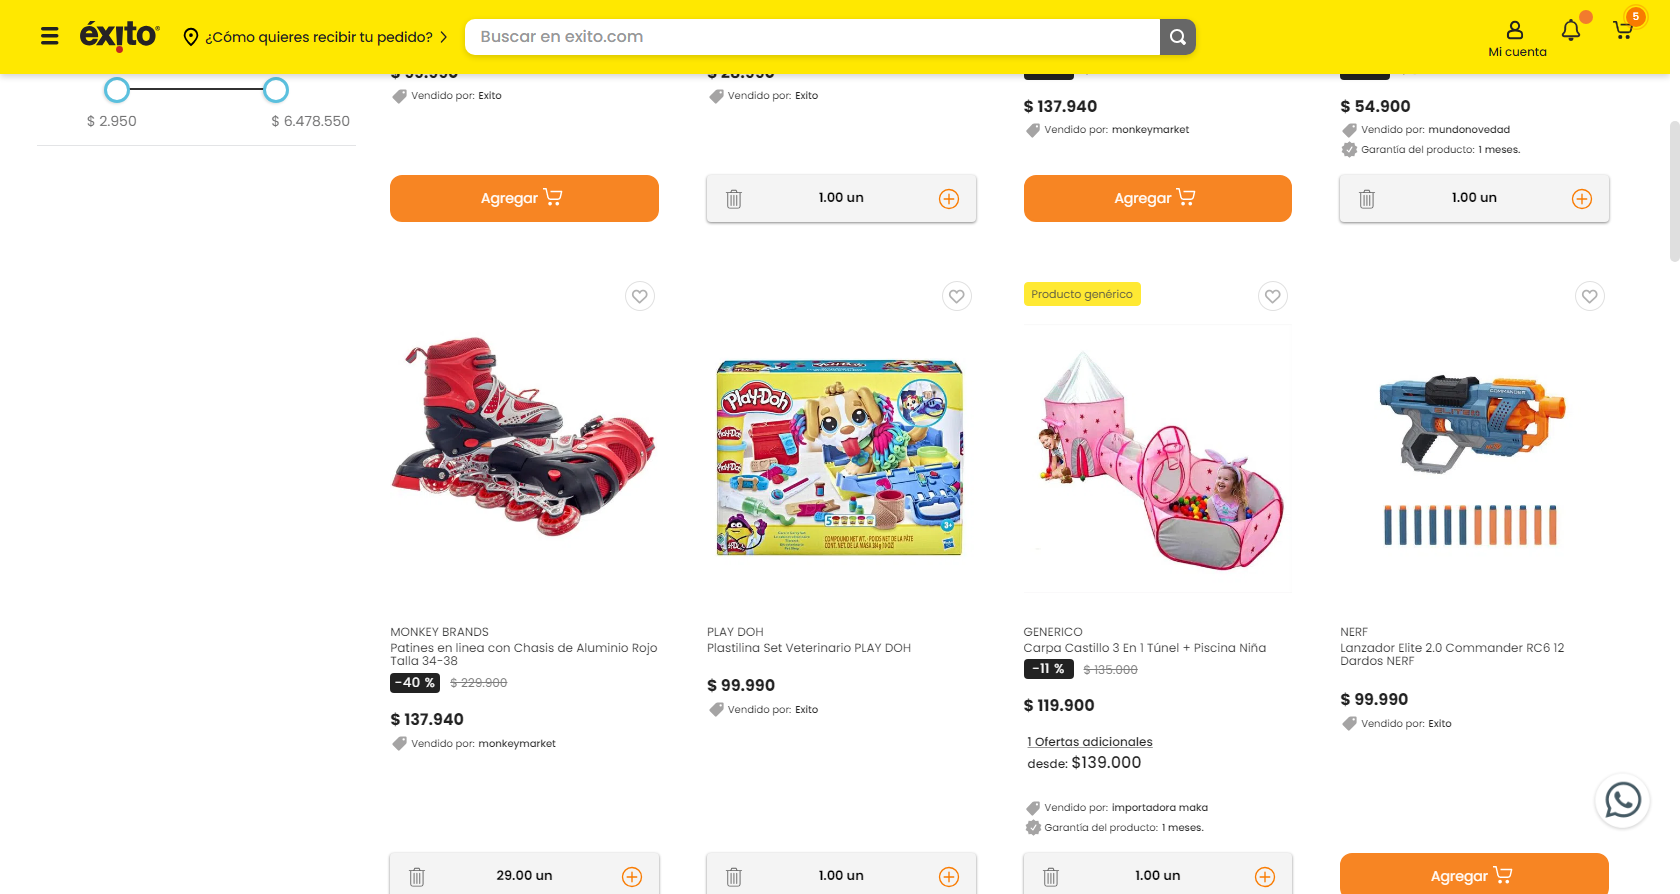 éxito
¿Cómo quieres recibir tu pedido?
Buscar en exito.com
Mi cuenta
5
$ 2.950
$ 6.478.550
Vendido por: Exito
Vendido por: Exito
$ 137.940
Vendido por: monkeymarket
$ 54.900
Vendido por: mundonovedad
Garantía del producto: 1 meses.
Agregar
1.00 un
Agregar
1.00 un
Producto genérico
Play-Doh
COMMANDER
MONKEY BRANDS
Patines en linea con Chasis de Aluminio Rojo
Talla 34-38
-40 %
$ 229.900
$ 137.940
Vendido por: monkeymarket
PLAY DOH
Plastilina Set Veterinario PLAY DOH
$ 99.990
Vendido por: Exito
GENERICO
Carpa Castillo 3 En 1 Túnel + Piscina Niña
-11 %
$ 135.000
$ 119.900
1 Ofertas adicionales
desde: $139.000
Vendido por: importadora maka
Garantía del producto: 1 meses.
NERF
Lanzador Elite 2.0 Commander RC6 12
Dardos NERF
$ 99.990
Vendido por: Exito
29.00 un
1.00 un
1.00 un
Agregar